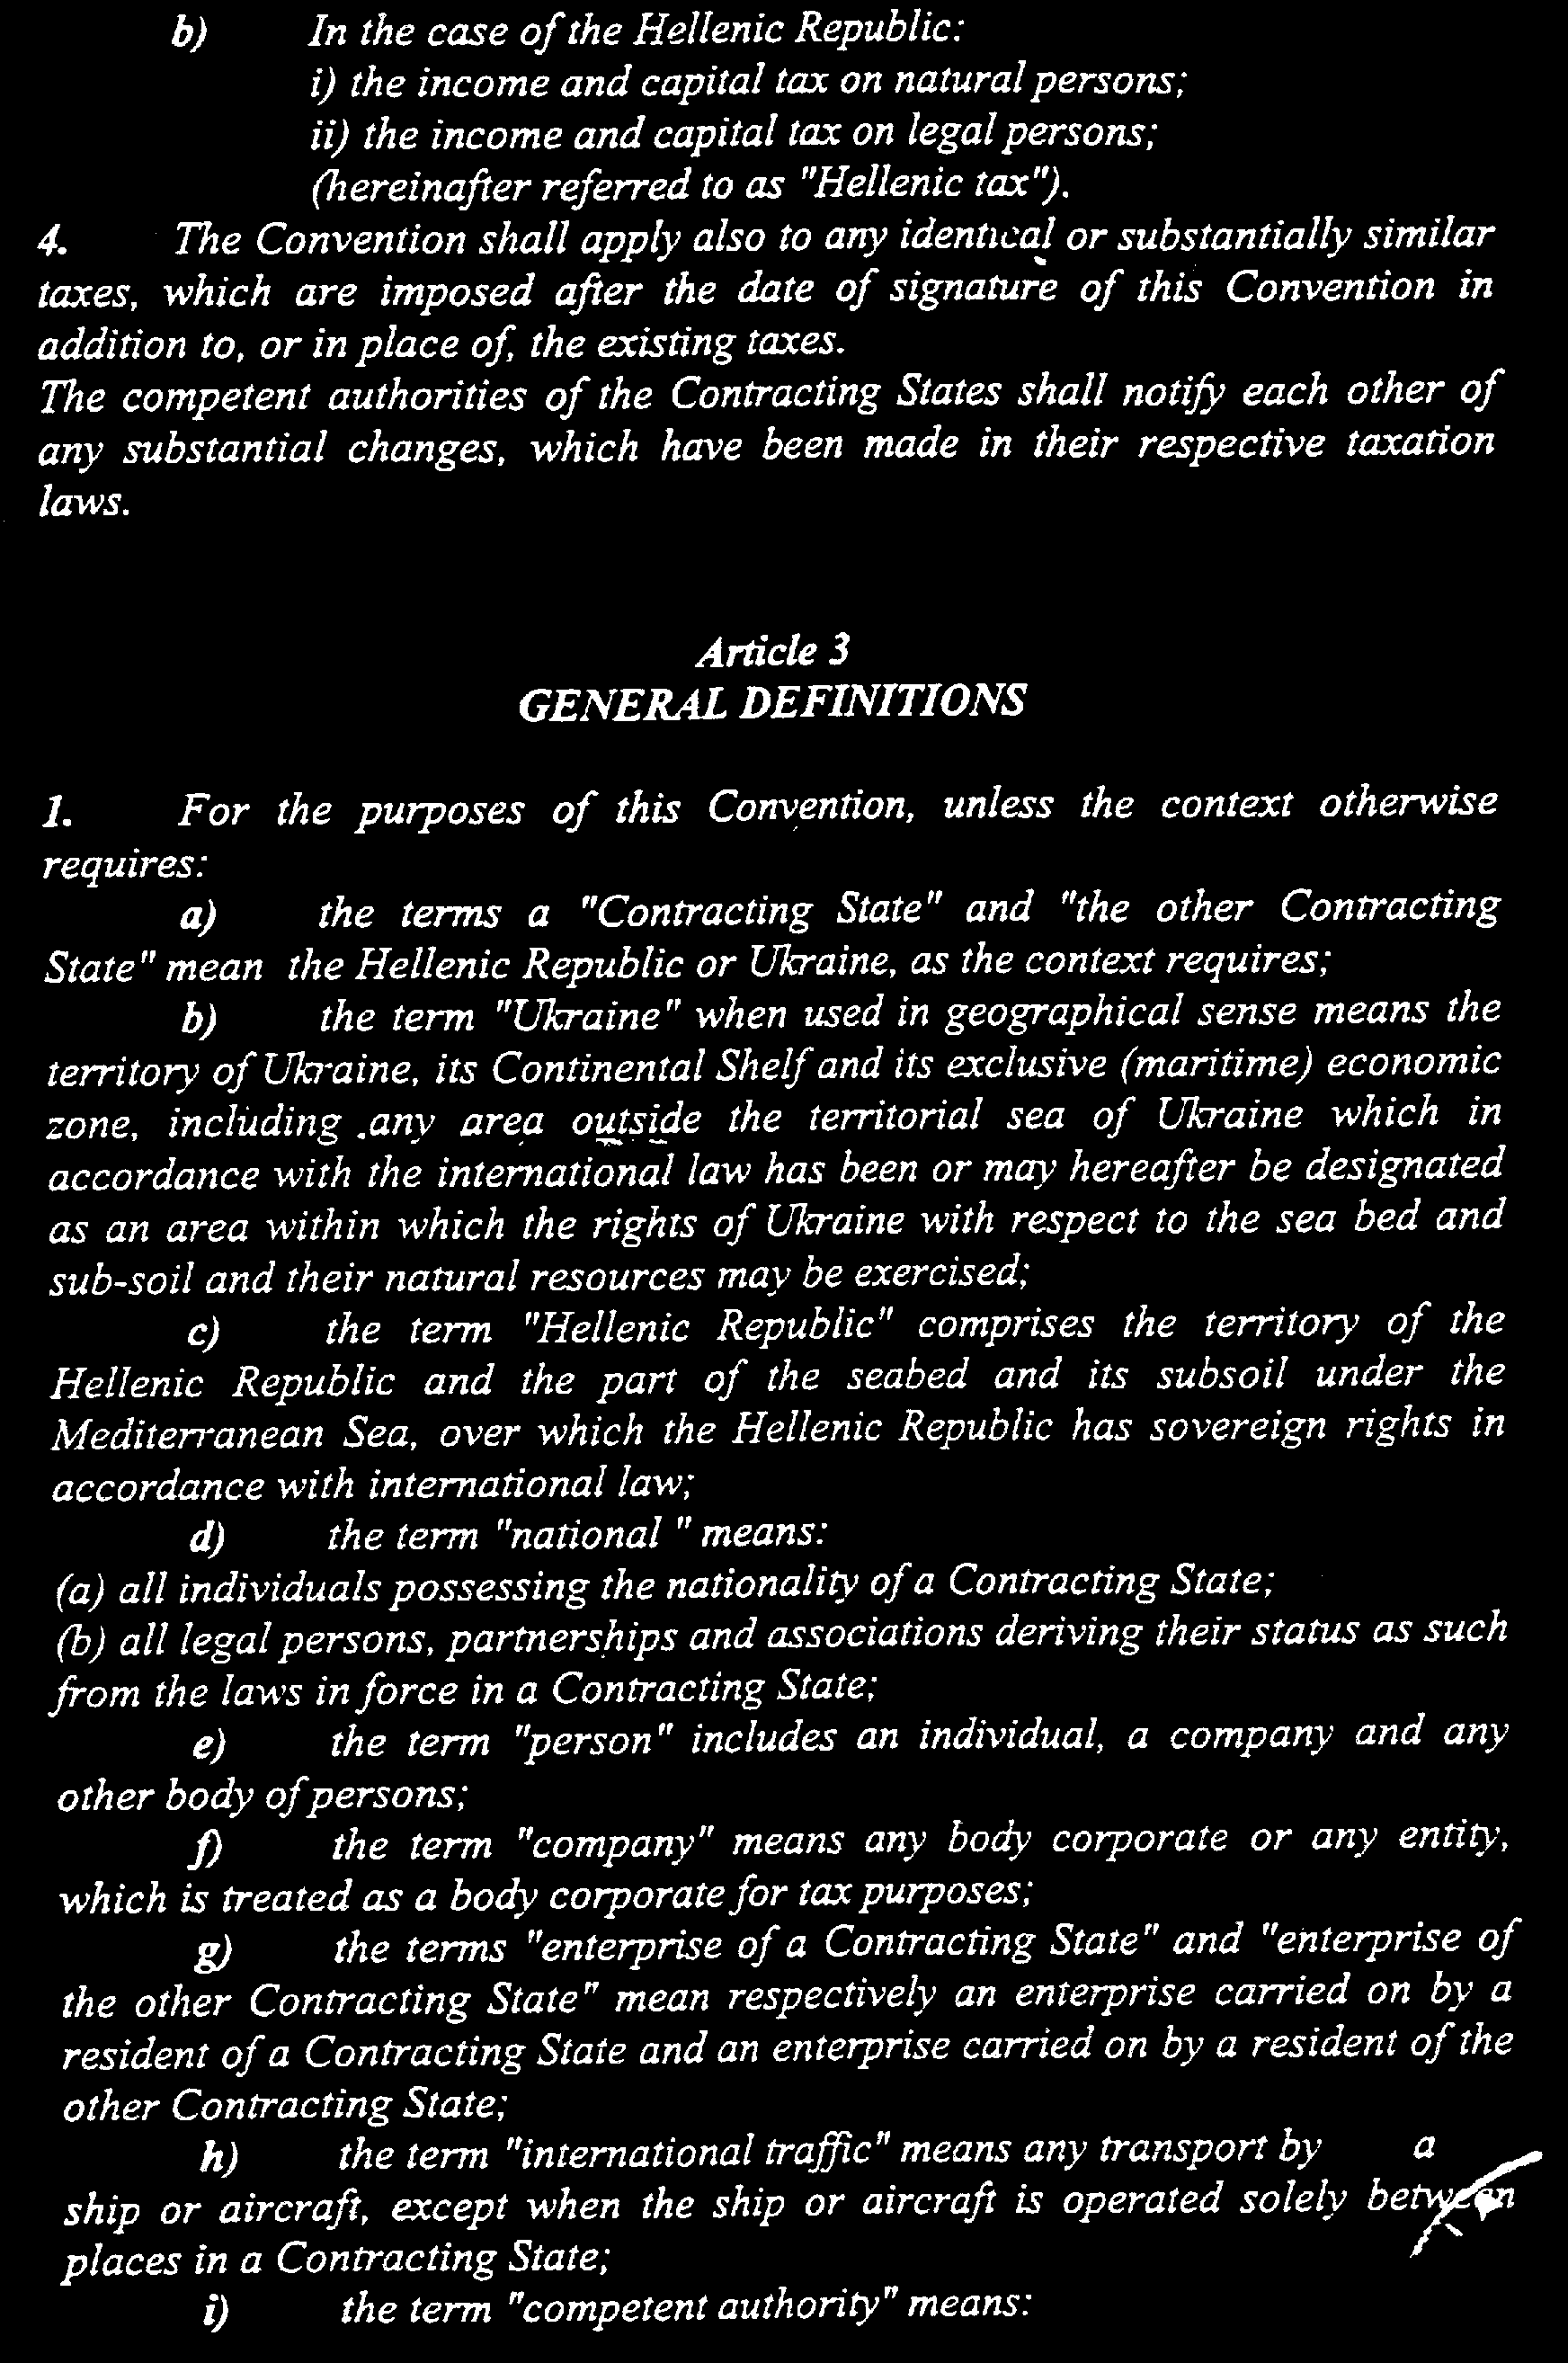 b) In the case of the Hellenic Republic:
i) the income and capital tax on natural persons;
ii) the income and capital tax on legal persons;
(hereinafter referred to as "Hellenic tax").
4. The Convention shall apply also to any identical or substantially similar
taxes, which are imposed after the date of signature of this Convention in
addition to, or in place of, the existing taxes.
The competent authorities of the Contracting States shall notify each other of
any substantial changes, which have been made in their respective taxation
laws.
Article 3
GENERAL DEFINITIONS
1. For the purposes of this Convention, unless the context otherwise
requires:
a) the terms a "Contracting State" and "the other Contracting
State" mean the Hellenic Republic or Ukraine, as the context requires;
b) the term "Ukraine" when used in geographical sense means the
territory of Ukraine, its Continental Shelf and its exclusive (maritime) economic
zone, including any area outside the territorial sea of Ukraine which in
accordance with the international law has been or may hereafter be designated
as an area within which the rights of Ukraine with respect to the sea bed and
sub-soil and their natural resources may be exercised;
c) the term "Hellenic Republic" comprises the territory of the
Hellenic Republic and the part of the seabed and its subsoil under the
Mediterranean Sea, over which the Hellenic Republic has sovereign rights in
accordance with international law;
d) the term "national " means:
(a) all individuals possessing the nationality of a Contracting State;
(b) all legal persons, partnerships and associations deriving their status as such
from the laws in force in a Contracting State;
e) the term "person" includes an individual, a company and any
other body of persons;
f) the term "company" means any body corporate or any entity,
which is treated as a body corporate for tax purposes;
g) the terms "enterprise of a Contracting State" and "enterprise of
the other Contracting State" mean respectively an enterprise carried on by a
resident of a Contracting State and an enterprise carried on by a resident of the
other Contracting State;
h) the term "international traffic" means any transport by a
ship or aircraft, except when the ship or aircraft is operated solely between
places in a Contracting State;
i) the term "competent authority" means: